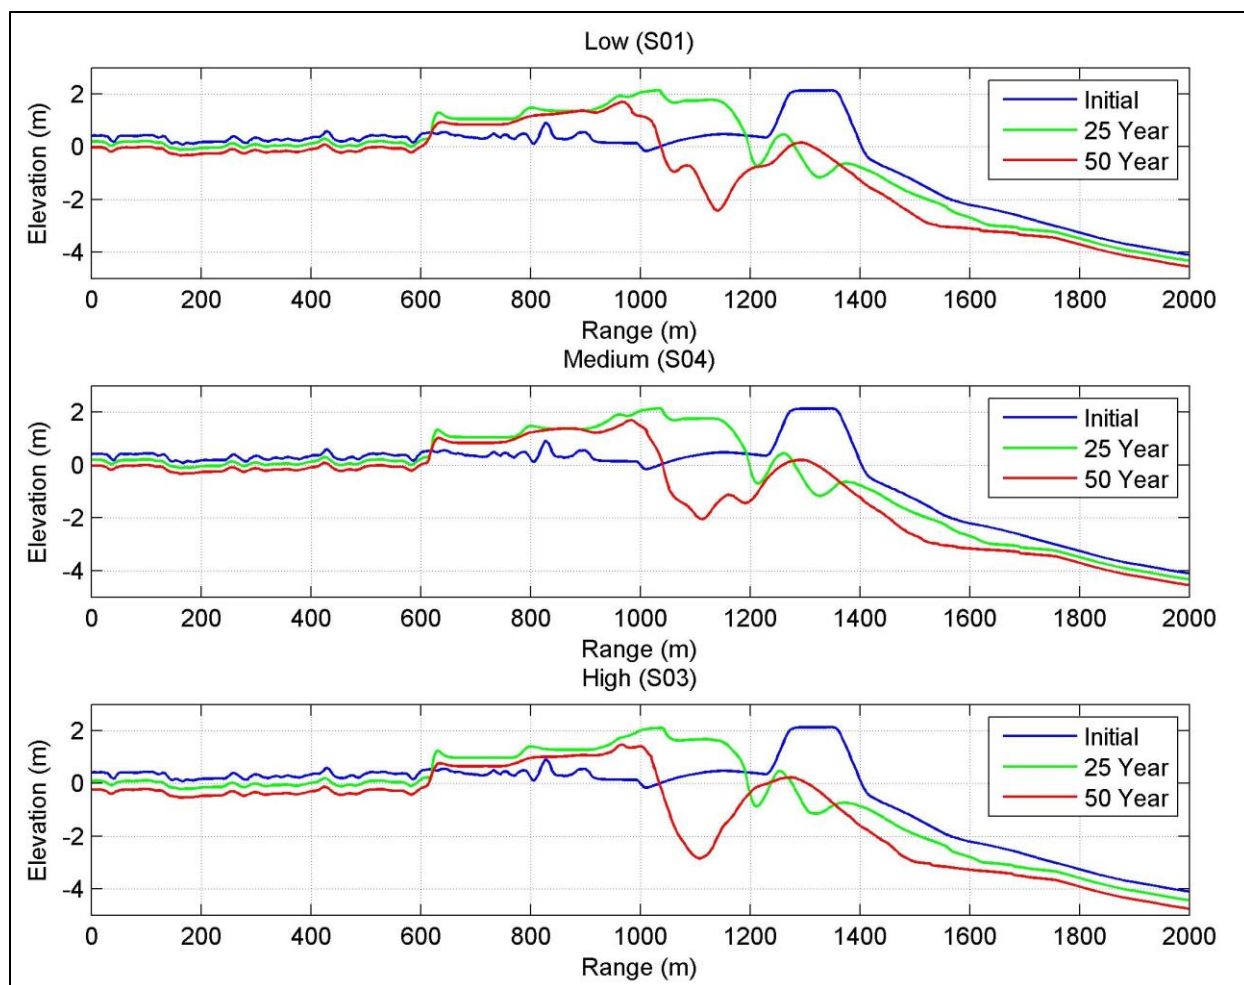 Low (S01)
Elevation (m)
2
0
-2
-4
Initial
25 Year
50 Year
0 200 400 600 800 1000 1200 1400 1600 1800 2000
Range (m)
Medium (S04)
Elevation (m)
2
0
-2
-4
Initial
25 Year
50 Year
0 200 400 600 800 1000 1200 1400 1600 1800 2000
Range (m)
High (S03)
Elevation (m)
2
0
-2
-4
Initial
25 Year
50 Year
0 200 400 600 800 1000 1200 1400 1600 1800 2000
Range (m)